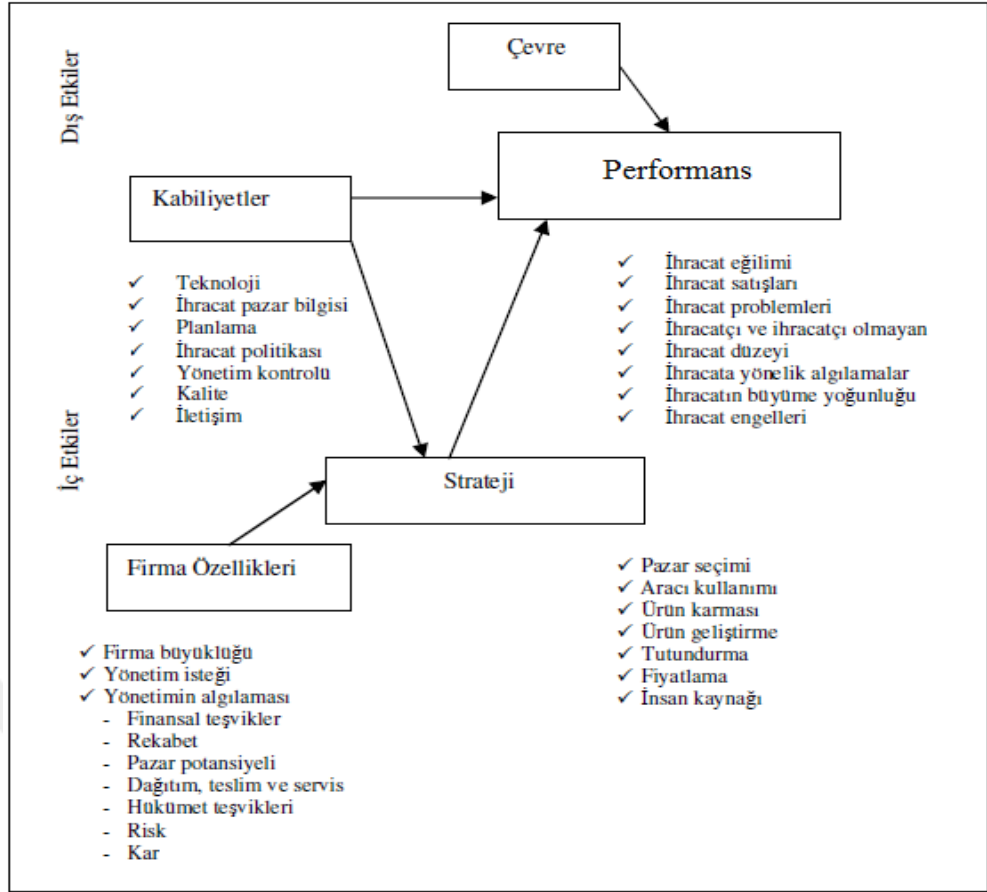 Dış Etkiler
Çevre
Performans
Kabiliyetler
✓ Teknoloji
✓ İhracat pazar bilgisi
✓ Planlama
✓ İhracat politikası
✓ Yönetim kontrolü
✓ Kalite
✓ İletişim
✓ İhracat eğilimi
✓ İhracat satışları
✓ İhracat problemleri
✓ İhracatçı ve ihracatçı olmayan
✓ İhracat düzeyi
✓ İhracata yönelik algılamalar
✓ İhracatın büyüme yoğunluğu
✓ İhracat engelleri
İç Etkiler
Strateji
Firma Özellikleri
✓ Pazar seçimi
✓ Aracı kullanımı
✓ Ürün karması
✓ Ürün geliştirme
✓ Tutundurma
✓ Fiyatlama
✓ İnsan kaynağı
✓ Firma büyüklüğü
✓ Yönetim isteği
✓ Yönetimin algılaması
- Finansal teşvikler
- Rekabet
- Pazar potansiyeli
- Dağıtım, teslim ve servis
- Hükümet teşvikleri
- Risk
- Kar